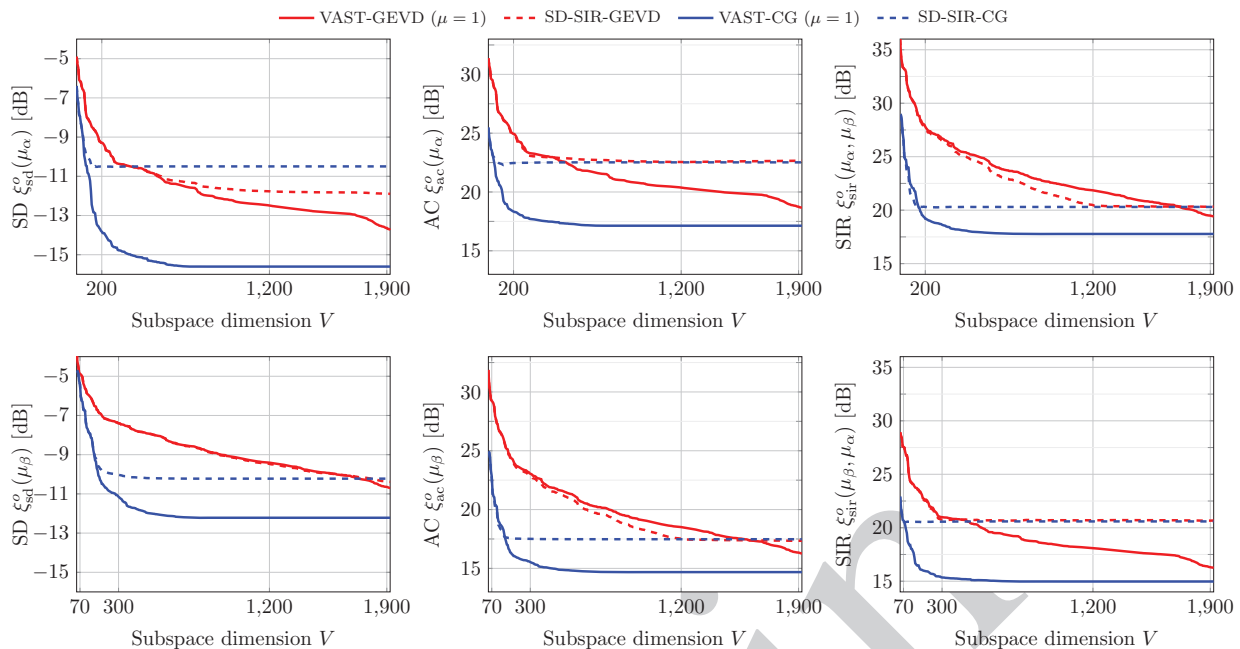 VAST-GEVD (μ = 1) SD-SIR-GEVD VAST-CG (μ = 1) SD-SIR-CG
SD ξ^o_sd(μ_α) [dB]
−5
−7
−9
−11
−13
−15
200 1,200 1,900
Subspace dimension V
AC ξ^o_ac(μ_α) [dB]
30
25
20
15
200 1,200 1,900
Subspace dimension V
SIR ξ^o_sir(μ_α, μ_β) [dB]
35
30
25
20
15
200 1,200 1,900
Subspace dimension V
SD ξ^o_sd(μ_β) [dB]
−5
−7
−9
−11
−13
−15
70 300 1,200 1,900
Subspace dimension V
AC ξ^o_ac(μ_β) [dB]
30
25
20
15
70 300 1,200 1,900
Subspace dimension V
SIR ξ^o_sir(μ_β, μ_α) [dB]
35
30
25
20
15
70 300 1,200 1,900
Subspace dimension V